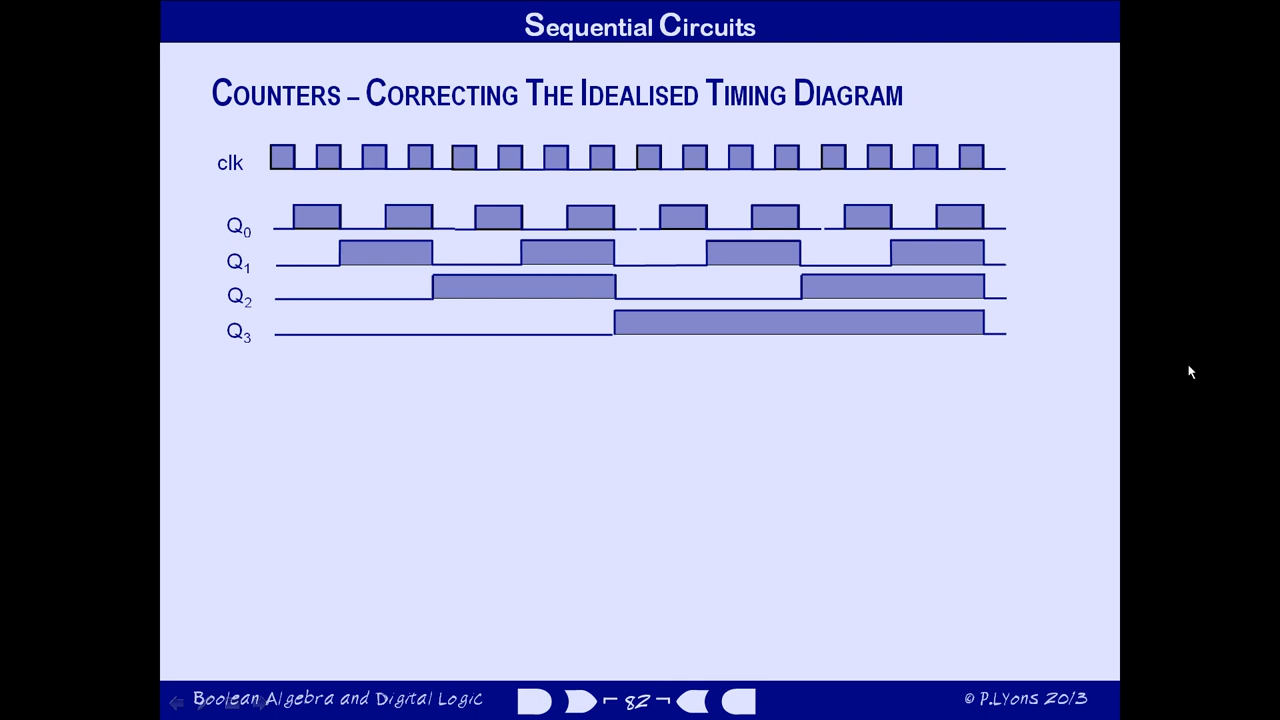 Sequential Circuits
COUNTERS – CORRECTING THE IDEALISED TIMING DIAGRAM
clk
Q0
Q1
Q2
Q3
Boolean Algebra and Digital Logic
82
© P.LYons 2013